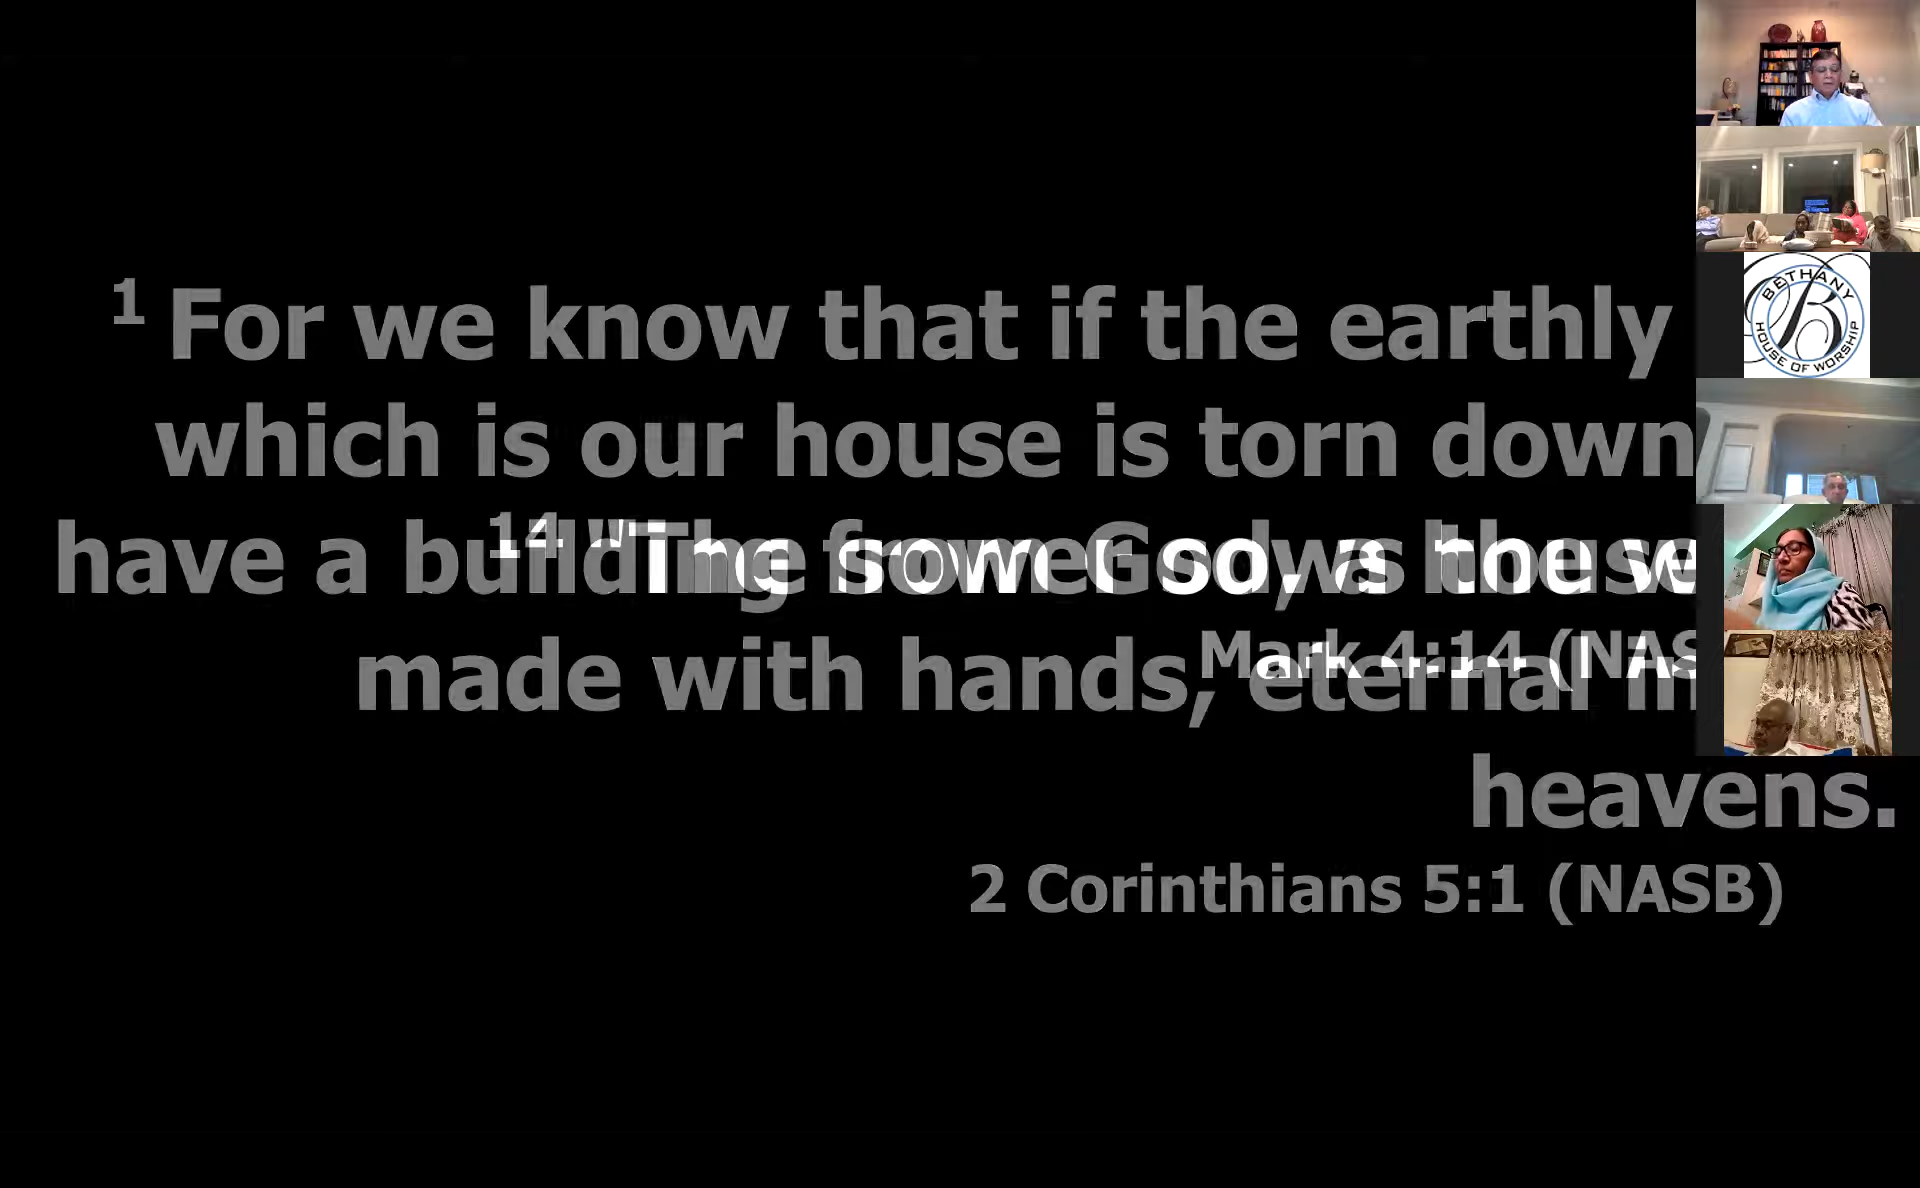 1 For we know that if the earthly
which is our house is torn down
have a building from God, a house
made with hands, eternal in
heavens.
2 Corinthians 5:1 (NASB)
14 "The sower sows the
Mark 4:14 (NAS
BETHANY
HOUSE OF WORSHIP
B